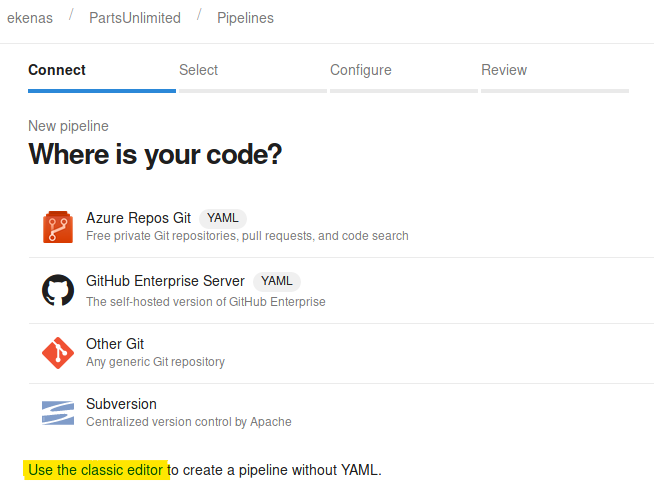 ekenas / PartsUnlimited / Pipelines
Connect Select Configure Review
New pipeline
Where is your code?
Azure Repos Git YAML
Free private Git repositories, pull requests, and code search
GitHub Enterprise Server YAML
The self-hosted version of GitHub Enterprise
Other Git
Any generic Git repository
Subversion
Centralized version control by Apache
Use the classic editor to create a pipeline without YAML.